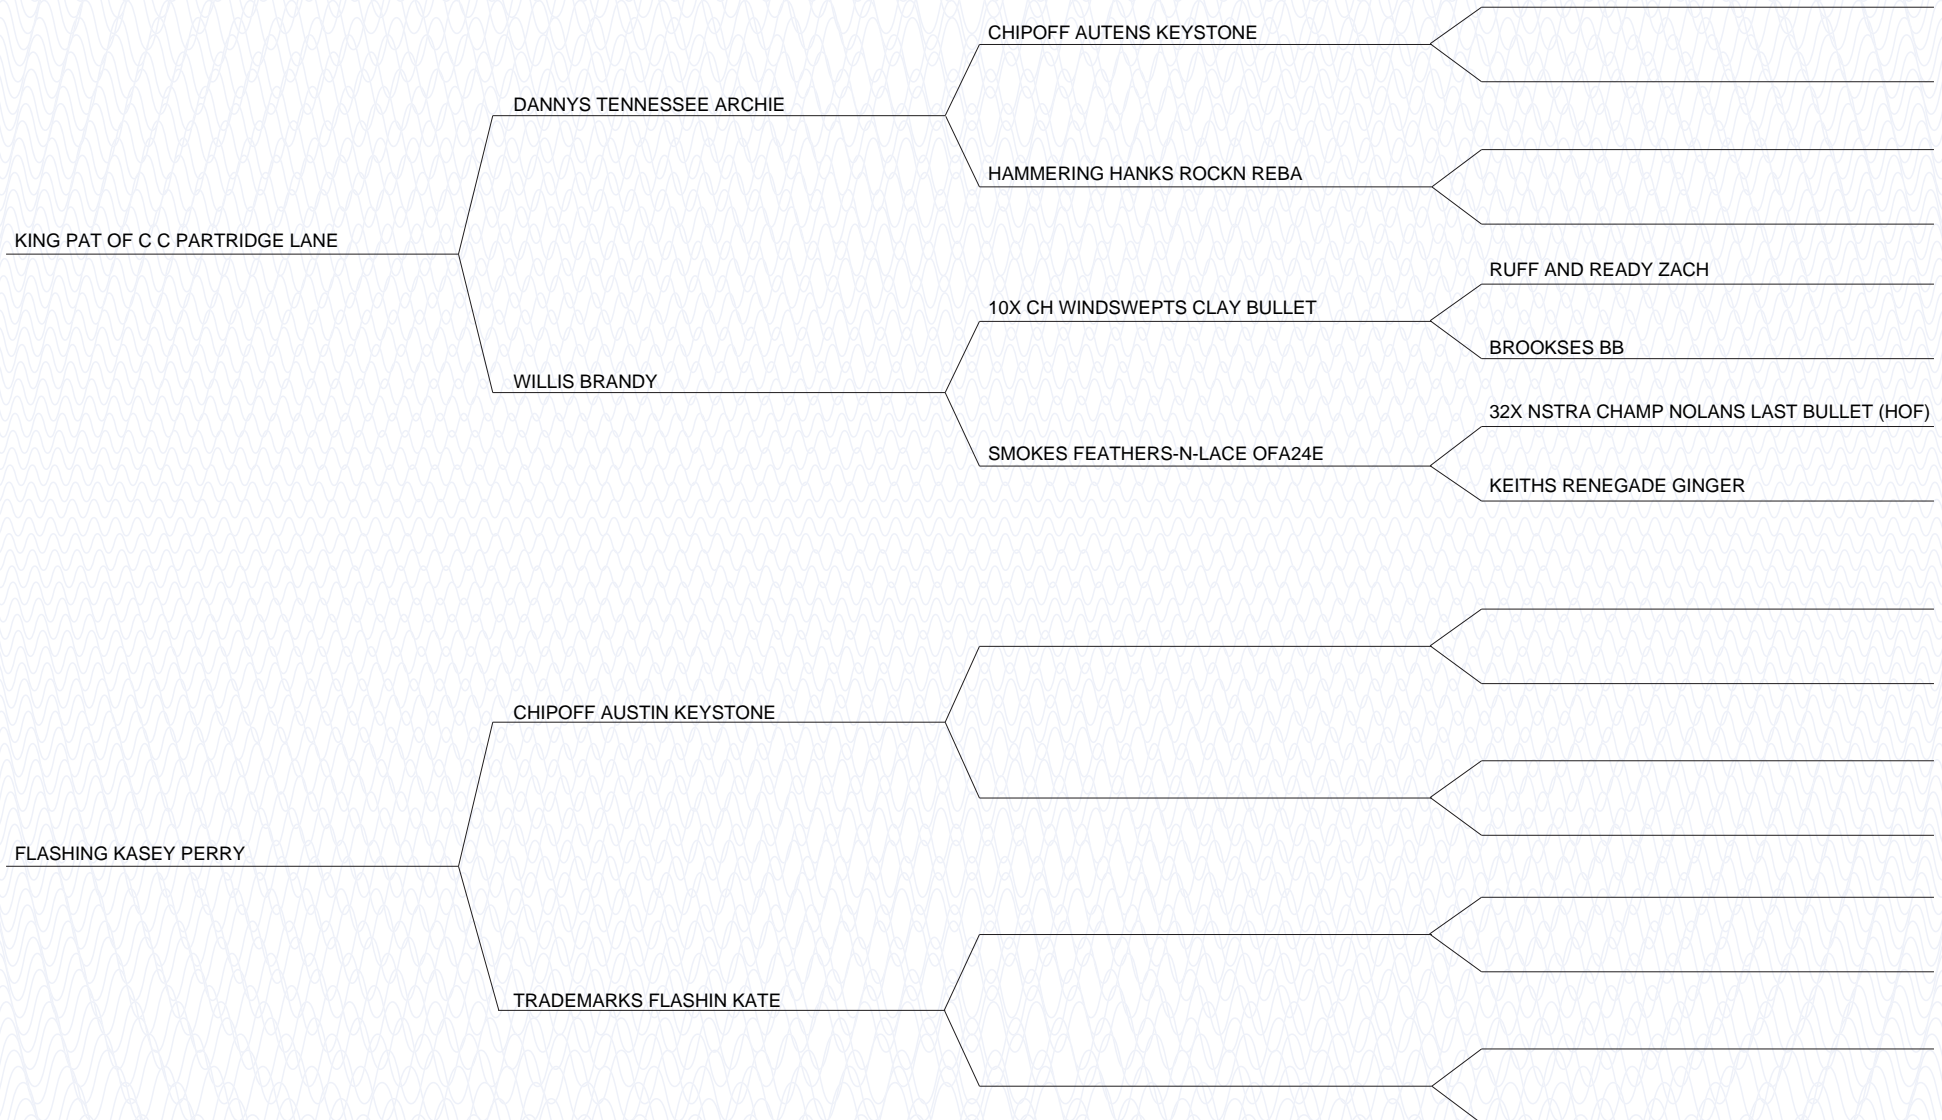 CHIPOFF AUTENS KEYSTONE
DANNYS TENNESSEE ARCHIE
HAMMERING HANKS ROCKN REBA
KING PAT OF C C PARTRIDGE LANE
RUFF AND READY ZACH
10X CH WINDSWEPTS CLAY BULLET
BROOKSES BB
WILLIS BRANDY
32X NSTRA CHAMP NOLANS LAST BULLET (HOF)
SMOKES FEATHERS-N-LACE OFA24E
KEITHS RENEGADE GINGER
CHIPOFF AUSTIN KEYSTONE
FLASHING KASEY PERRY
TRADEMARKS FLASHIN KATE